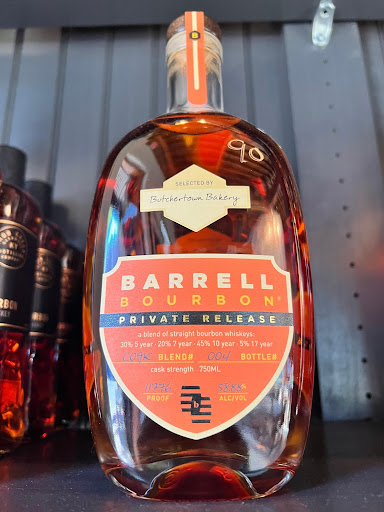 90
SELECTED BY
Butchertown Bakery
BARRELL
BOURBON®
PRIVATE RELEASE
a blend of straight bourbon whiskeys:
30% 5 year · 20% 7 year · 45% 10 year · 5% 17 year
BLEND# 004 BOTTLE#
cask strength 750ML
PROOF ALC/VOL